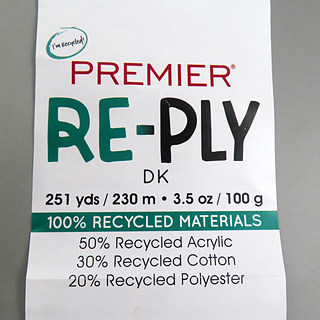 I'm Recycled!
PREMIER®
RE-PLY
DK
251 yds / 230 m • 3.5 oz / 100 g
100% RECYCLED MATERIALS
50% Recycled Acrylic
30% Recycled Cotton
20% Recycled Polyester